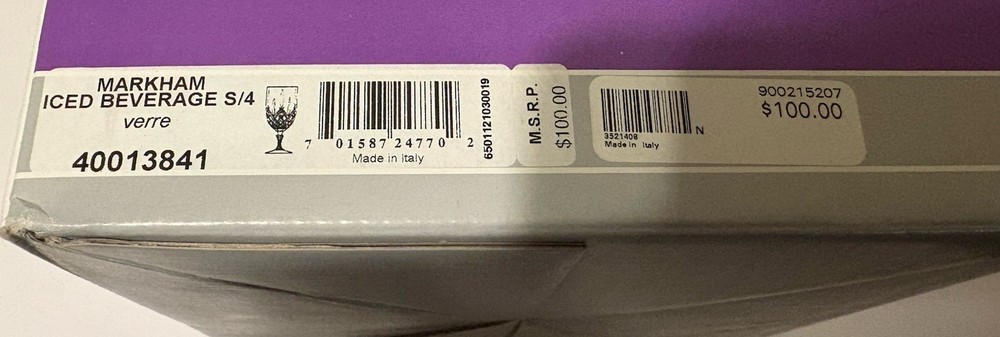 MARKHAM
ICED BEVERAGE S/4
verre
40013841
7 01587 24770 2
Made in Italy
6501121030019
M.S.R.P.
$100.00
3521408
N
Made in Italy
900215207
$100.00